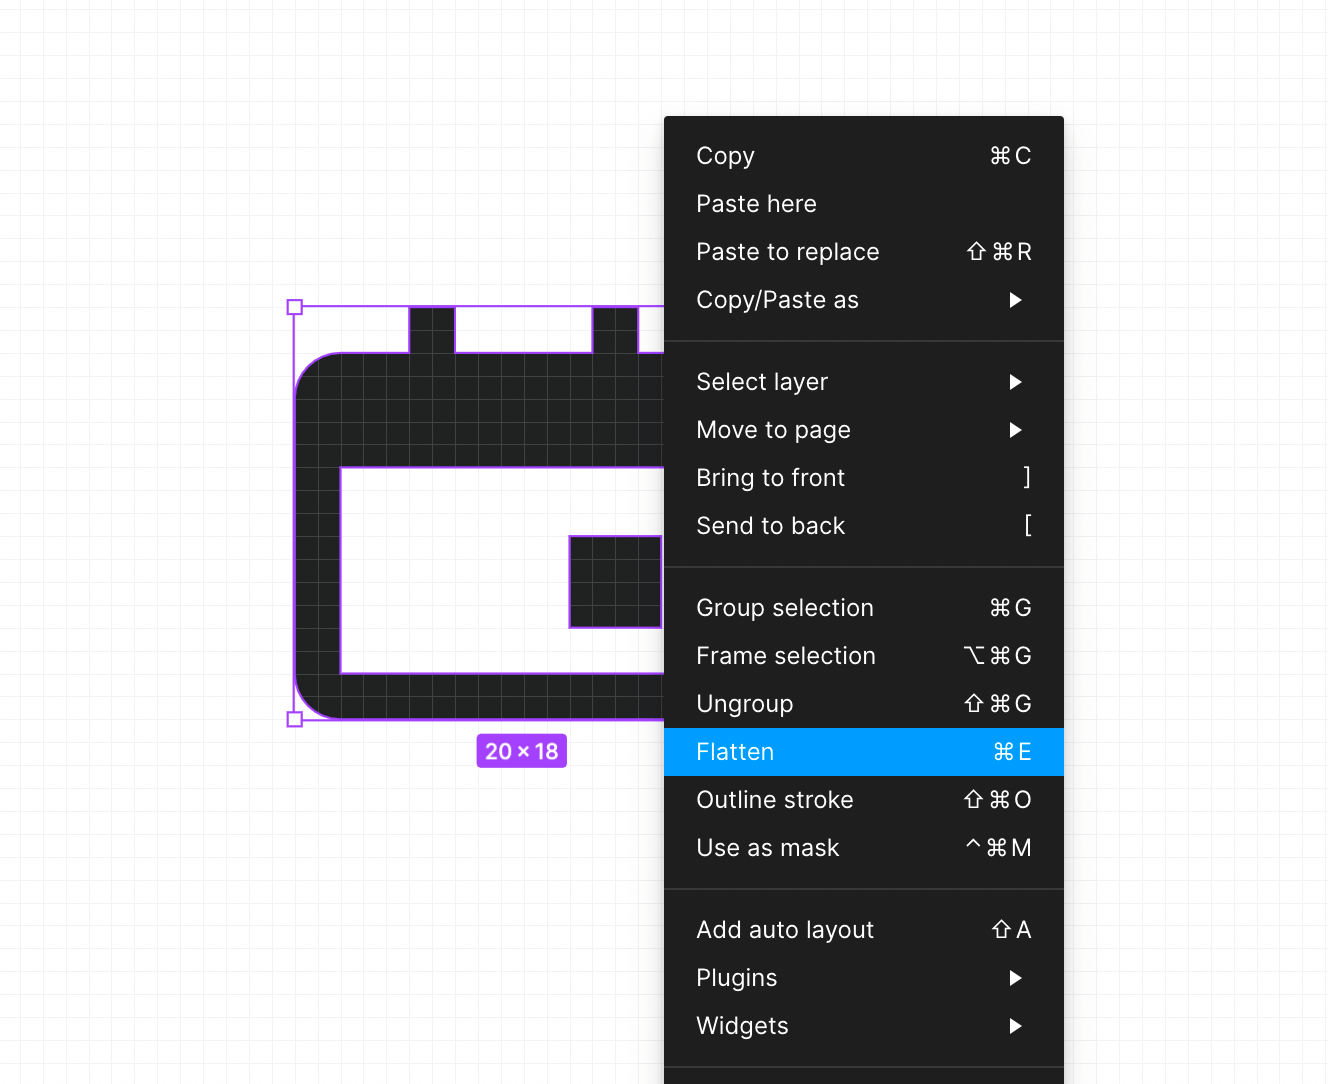 Copy ⌘C
Paste here
Paste to replace ⇧⌘R
Copy/Paste as ▶
Select layer ▶
Move to page ▶
Bring to front ]
Send to back [
Group selection ⌘G
Frame selection ⌥⌘G
Ungroup ⇧⌘G
20 × 18
Flatten ⌘E
Outline stroke ⇧⌘O
Use as mask ^⌘M
Add auto layout ⇧A
Plugins ▶
Widgets ▶